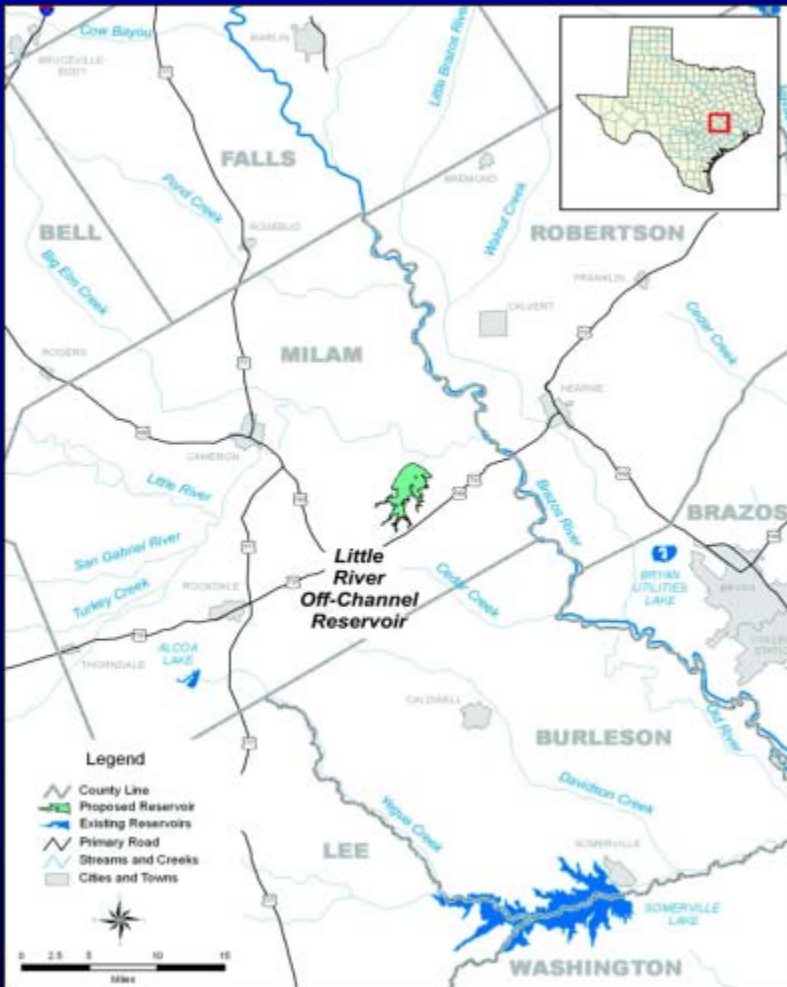 Cow Bayou
MARLIN
BRUCEVILLE-
EDDY
Little Brazos River
FALLS
Pond Creek
BREMOND
Walnut Creek
BELL
ROSEBUD
ROBERTSON
Big Elm Creek
FRANKLIN
CALVERT
Cedar Creek
MILAM
ROGERS
HEARNE
CAMERON
Little River
Brazos River
BRAZOS
San Gabriel River
Little
River
Off-Channel
Reservoir
Turkey Creek
ROCKDALE
Cedar Creek
BRYAN
UTILITIES
LAKE
BRYAN
THORNDALE
ALCOA
LAKE
CALDWELL
Old River
BURLESON
Legend
County Line
Proposed Reservoir
Existing Reservoirs
Primary Road
Streams and Creeks
Cities and Towns
Davidson Creek
Yegua Creek
LEE
SOMERVILLE
SOMERVILLE
LAKE
WASHINGTON
0 2.5 5 10 15
Miles